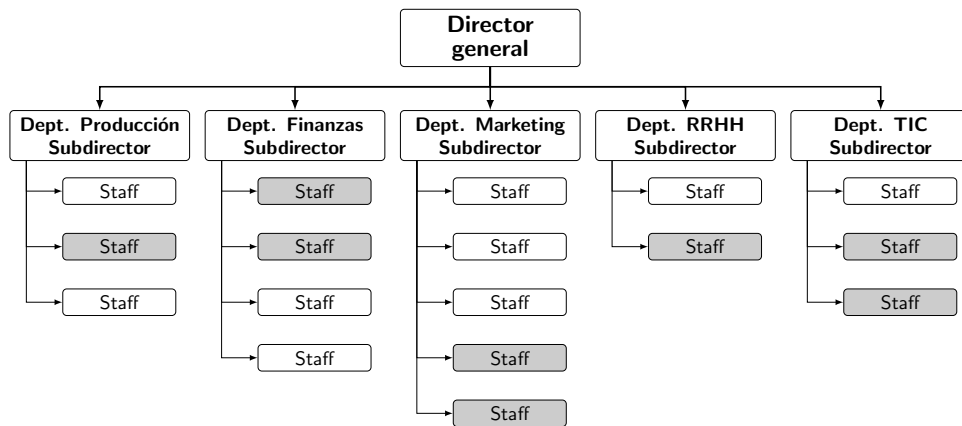 Director
general
Dept. Producción
Subdirector
Staff
Staff
Staff
Dept. Finanzas
Subdirector
Staff
Staff
Staff
Staff
Dept. Marketing
Subdirector
Staff
Staff
Staff
Staff
Staff
Dept. RRHH
Subdirector
Staff
Staff
Dept. TIC
Subdirector
Staff
Staff
Staff